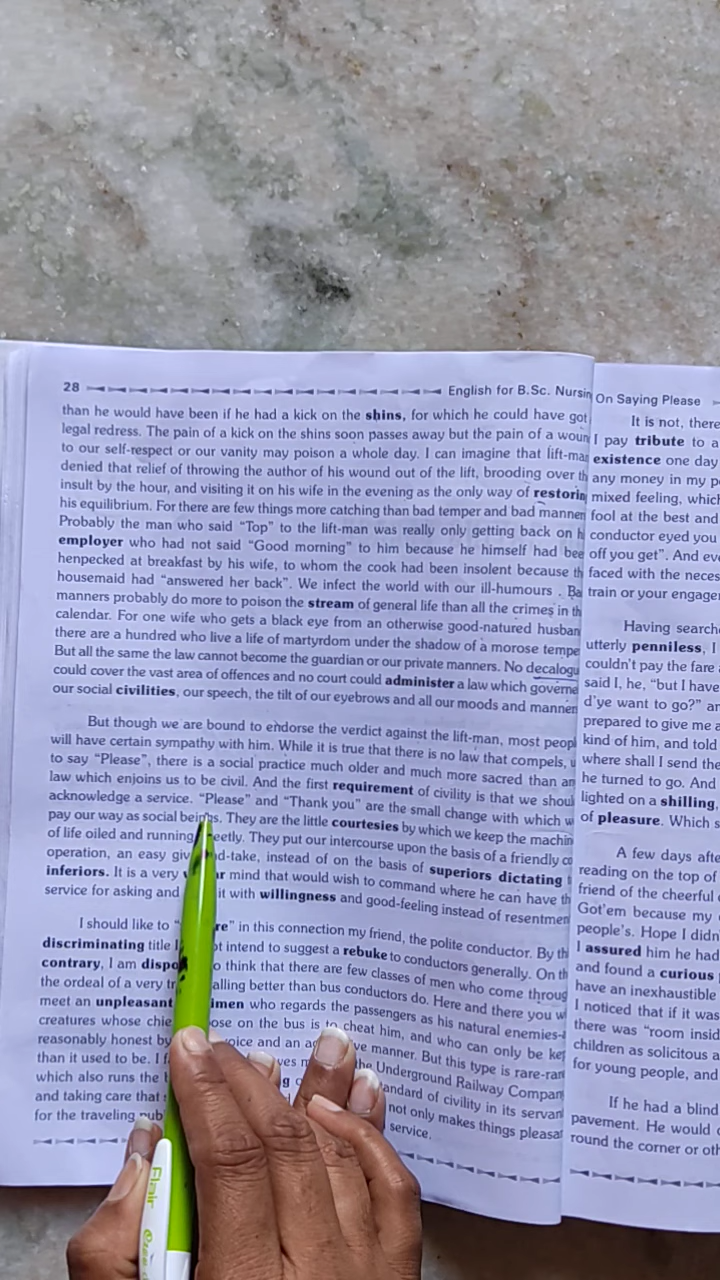 28 English for B.Sc. Nursin
than he would have been if he had a kick on the shins, for which he could have got
legal redress. The pain of a kick on the shins soon passes away but the pain of a woun
to our self-respect or our vanity may poison a whole day. I can imagine that lift-ma
denied that relief of throwing the author of his wound out of the lift, brooding over th
insult by the hour, and visiting it on his wife in the evening as the only way of restorin
his equilibrium. For there are few things more catching than bad temper and bad manner
Probably the man who said "Top" to the lift-man was really only getting back on h
employer who had not said "Good morning" to him because he himself had bee
henpecked at breakfast by his wife, to whom the cook had been insolent because th
housemaid had "answered her back". We infect the world with our ill-humours . Ba
manners probably do more to poison the stream of general life than all the crimes in th
calendar. For one wife who gets a black eye from an otherwise good-natured husban
there are a hundred who live a life of martyrdom under the shadow of a morose tempe
But all the same the law cannot become the guardian or our private manners. No decalogu
could cover the vast area of offences and no court could administer a law which governe
our social civilities, our speech, the tilt of our eyebrows and all our moods and manner
But though we are bound to endorse the verdict against the lift-man, most peopl
will have certain sympathy with him. While it is true that there is no law that compels, u
to say "Please", there is a social practice much older and much more sacred than an
law which enjoins us to be civil. And the first requirement of civility is that we shoul
acknowledge a service. "Please" and "Thank you" are the small change with which w
pay our way as social beings. They are the little courtesies by which we keep the machin
of life oiled and running eetly. They put our intercourse upon the basis of a friendly co
operation, an easy giv nd-take, instead of on the basis of superiors dictating
inferiors. It is a very r mind that would wish to command where he can have th
service for asking and it with willingness and good-feeling instead of resentmen
I should like to " re" in this connection my friend, the polite conductor. By th
discriminating title I ot intend to suggest a rebuke to conductors generally. On th
contrary, I am dispo o think that there are few classes of men who come throug
the ordeal of a very tr alling better than bus conductors do. Here and there you w
meet an unpleasant imen who regards the passengers as his natural enemies-
creatures whose chie ose on the bus is to cheat him, and who can only be kep
reasonably honest by oice and an ve manner. But this type is rare-rar
than it used to be. I f ves m the Underground Railway Compan
which also runs the g andard of civility in its servan
and taking care that not only makes things pleasa
for the traveling pub service.
On Saying Please
It is not, there
I pay tribute to a
existence one day
any money in my p
mixed feeling, which
fool at the best and
conductor eyed you
off you get". And eve
faced with the neces
train or your engage
Having searche
utterly penniless, I
couldn't pay the fare
said I, he, "but I have
d'ye want to go?" an
prepared to give me a
kind of him, and told
where shall I send the
he turned to go. And
lighted on a shilling,
of pleasure. Which s
A few days afte
reading on the top of
friend of the cheerful
Got'em because my
people's. Hope I didn
I assured him he had
and found a curious
have an inexhaustible
I noticed that if it was
there was "room insid
children as solicitous a
for young people, and
If he had a blind
pavement. He would
round the corner or oth
Flair